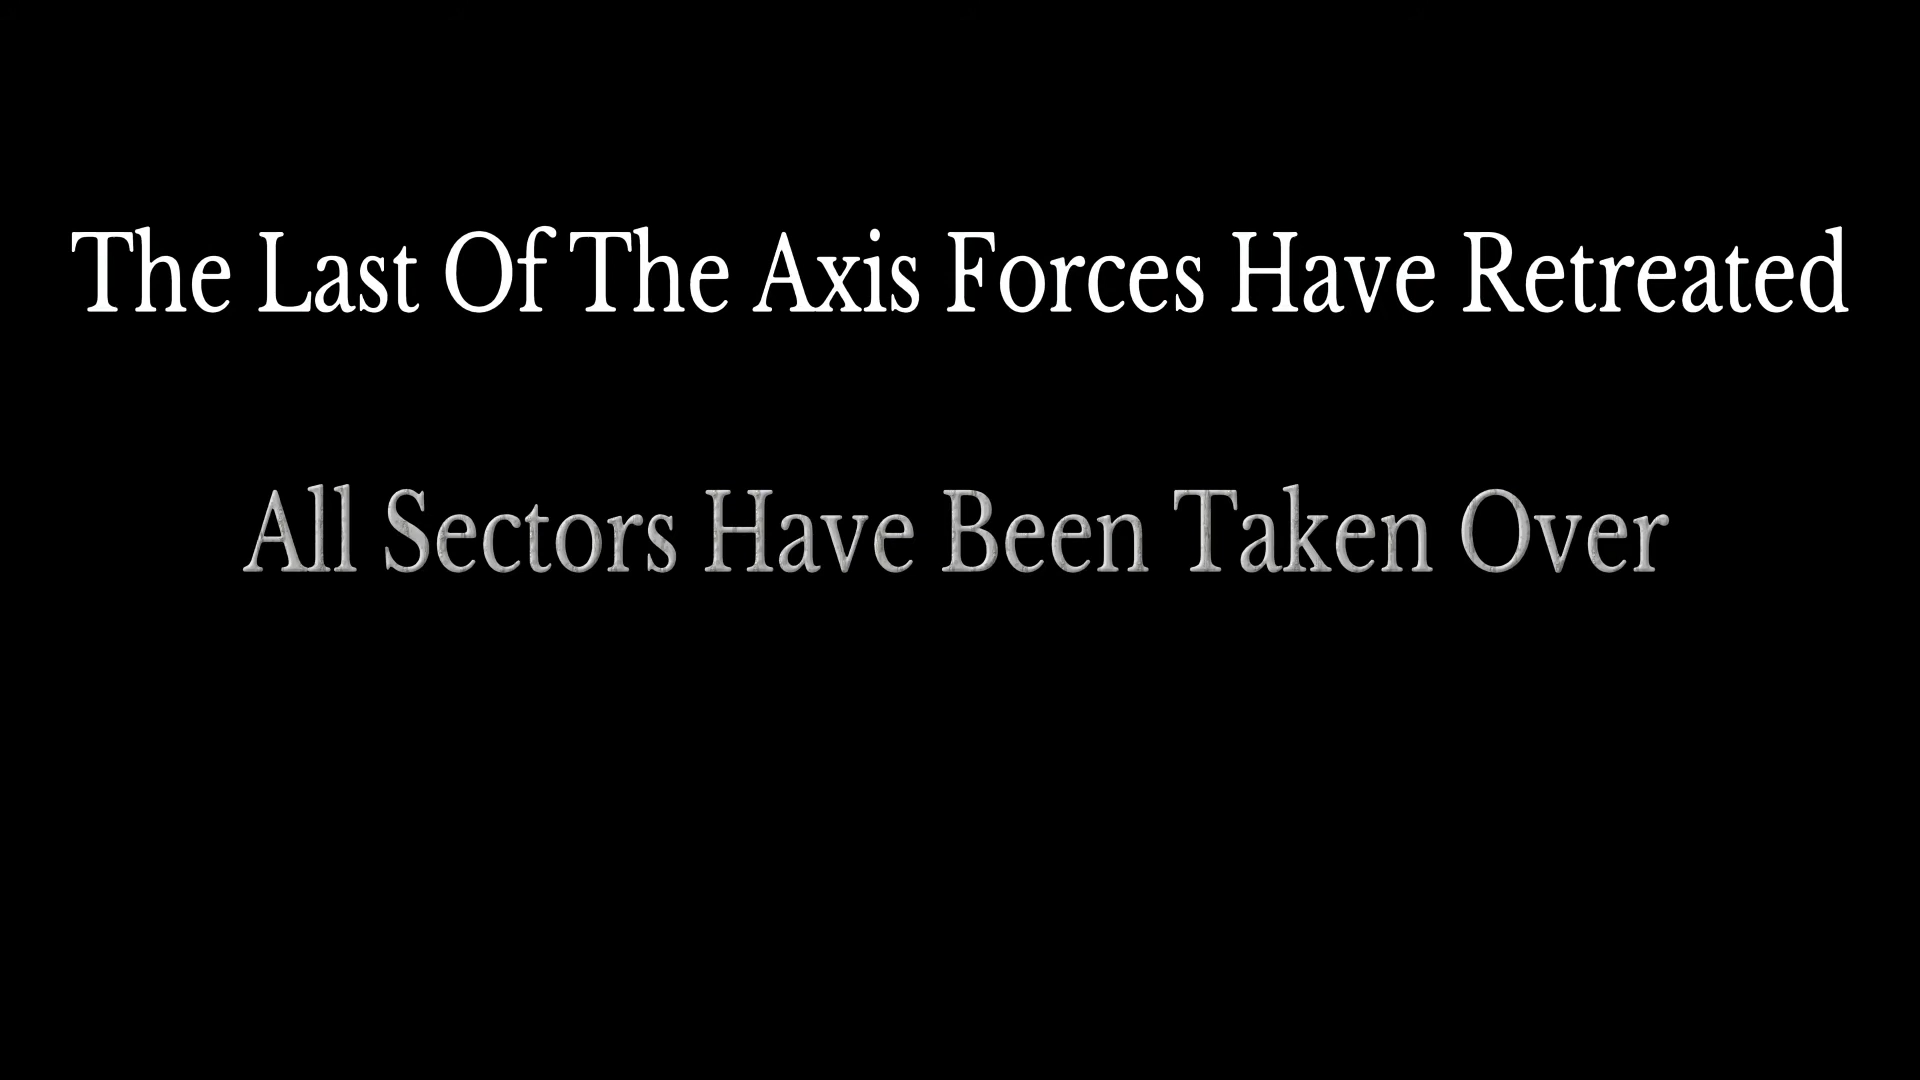 The Last Of The Axis Forces Have Retreated
All Sectors Have Been Taken Over